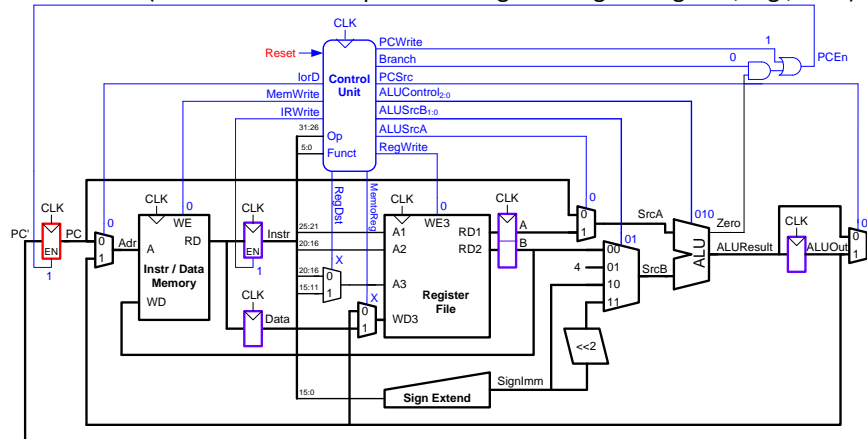 CLK
PCWrite
1
Branch
0
PCEn
Reset
IorD
Control
Unit
PCSrc
MemWrite
ALUControl2:0
IRWrite
ALUSrcB1:0
31:26
Op
ALUSrcA
5:0
Funct
RegWrite
RegDst
MemtoReg
CLK
CLK
CLK
CLK
CLK
0
0
0
0
010
0
Zero
CLK
PC'
EN
PC
0
1
Adr
WE
A
RD
EN
Instr
25:21
A1
WE3
RD1
A
0
1
SrcA
20:16
A2
RD2
B
01
00
ALU
ALUResult
ALUOut
0
1
Instr / Data
Memory
4
01
SrcB
1
1
WD
20:16
0
X
A3
10
15:11
1
Register
File
11
CLK
X
Data
0
1
WD3
<<2
SignImm
15:0
Sign Extend